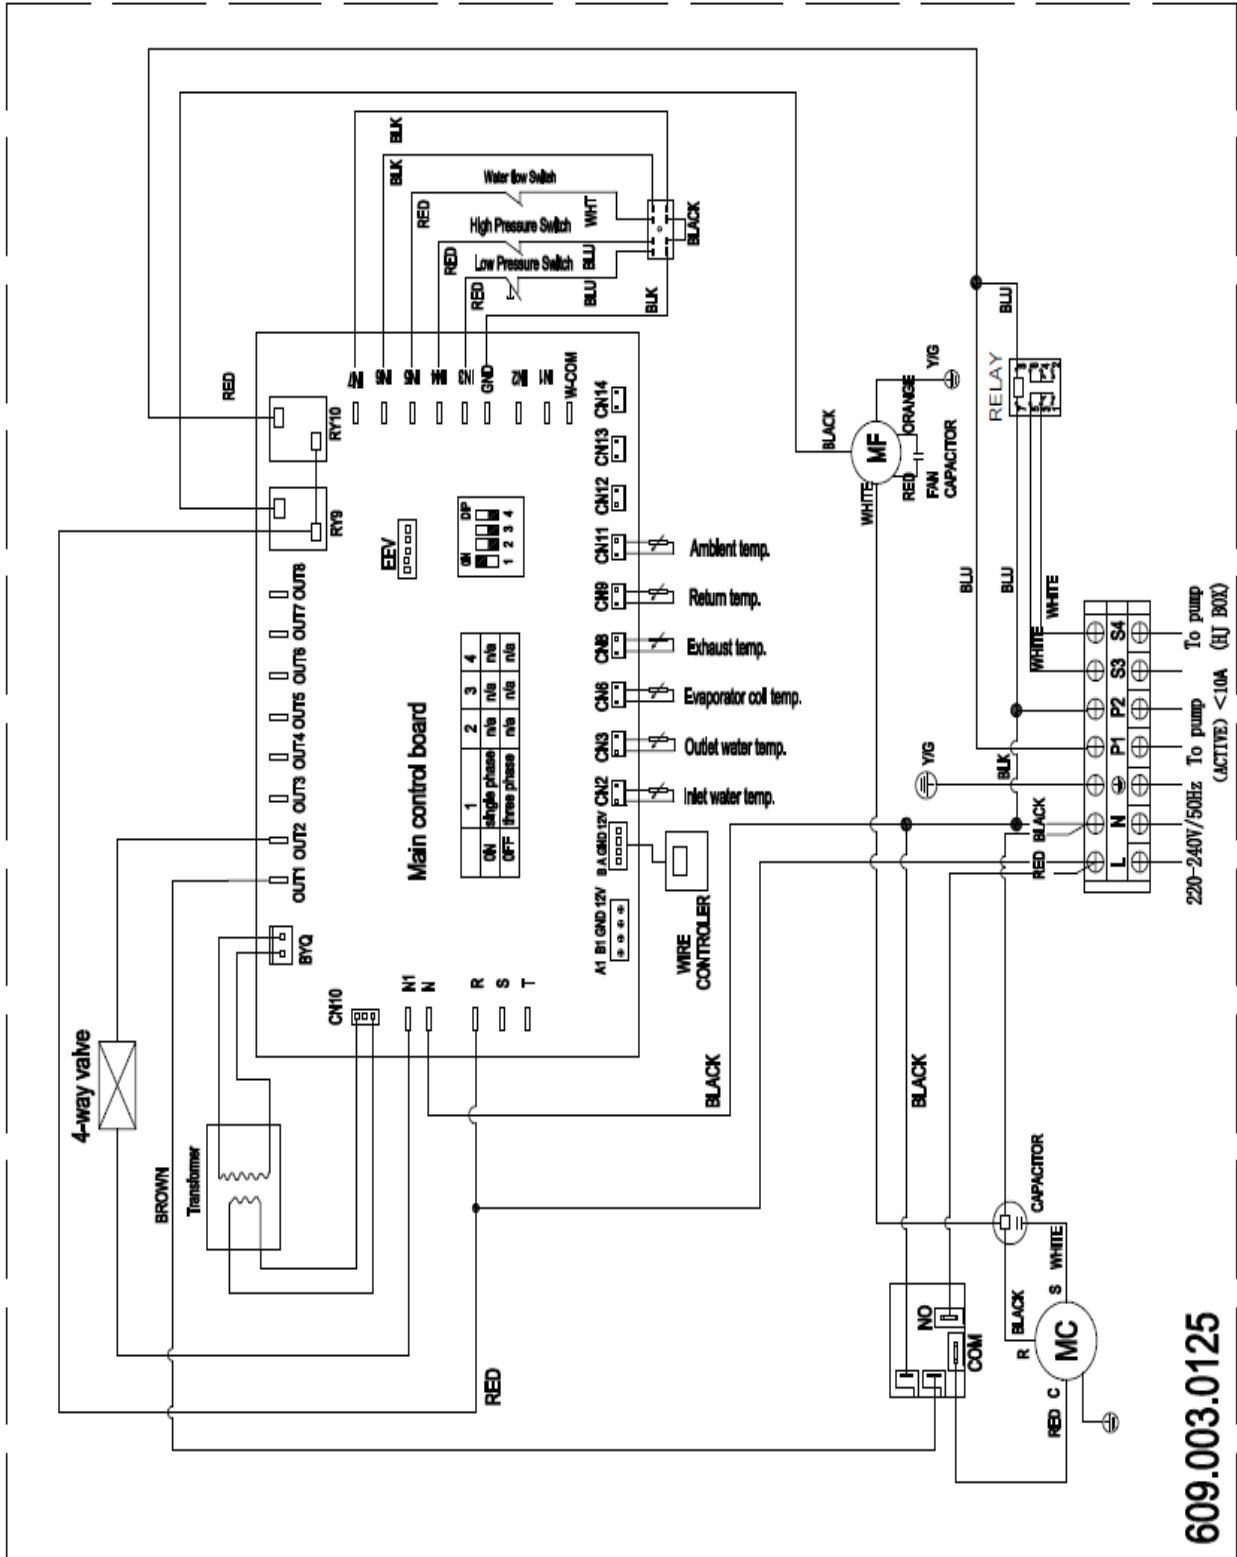 4-way valve
BROWN
Transformer
BYQ
CN10
N1
N
R
S
T
OUT1 OUT2 OUT3 OUT4 OUT5 OUT6 OUT7 OUT8
RY9
RY10
RED
Main control board
1 2 3 4
ON single phase n/a n/a n/a
OFF three phase n/a n/a n/a
EEV
ON DIP
1 2 3 4
IN7
IN6
IN5
IN4
IN3
GND
IN2
IN1
W-COM
BLK
BLK
RED
Water flow Switch
WHT
RED
High Pressure Switch
BLU
RED
Low Pressure Switch
BLU
BLK
BLACK
A1 B1 GND 12V
B A GND 12V
CN2
CN3
CN6
CN8
CN9
CN11
CN12
CN13
CN14
Inlet water temp.
Outlet water temp.
Evaporator coil temp.
Exhaust temp.
Return temp.
Ambient temp.
WIRE
CONTROLER
RED
BLACK
BLACK
BLACK
WHITE
MF
RED
ORANGE
Y/G
FAN
CAPACITOR
RELAY
BLU
BLU
BLU
WHITE
WHITE
Y/G
BLK
BLACK
RED
L N P1 P2 S3 S4
220-240V/50Hz
To pump
(ACTIVE) <10A
To pump
(HJ BOX)
NO
COM
CAPACITOR
BLACK
WHITE
R
S
MC
RED C
609.003.0125